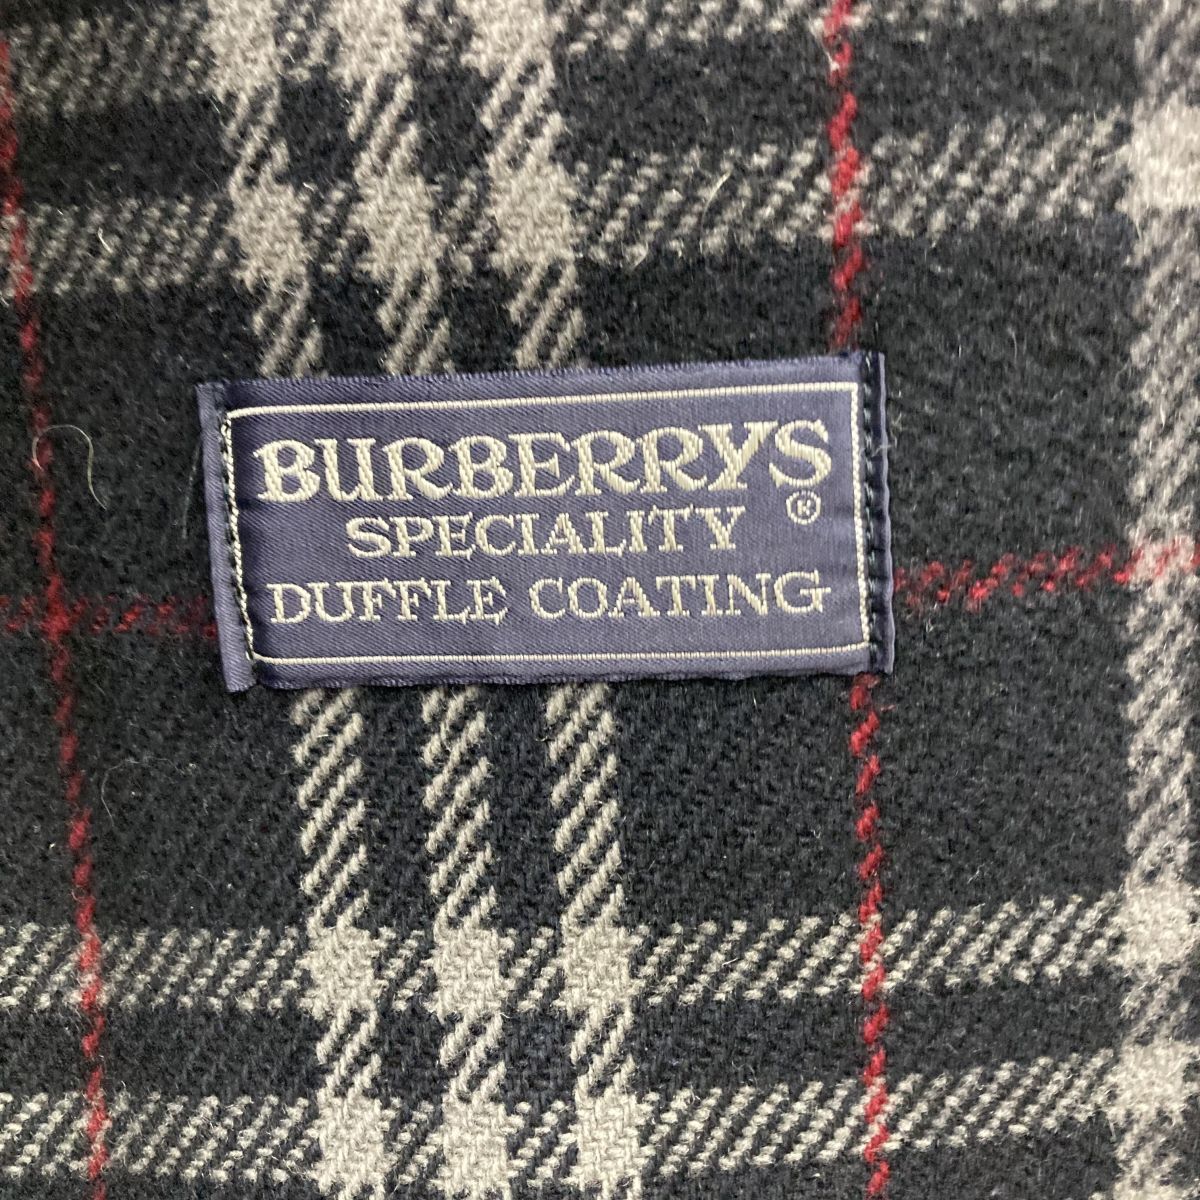 BURBERRYS
®
SPECIALITY
DUFFLE COATING